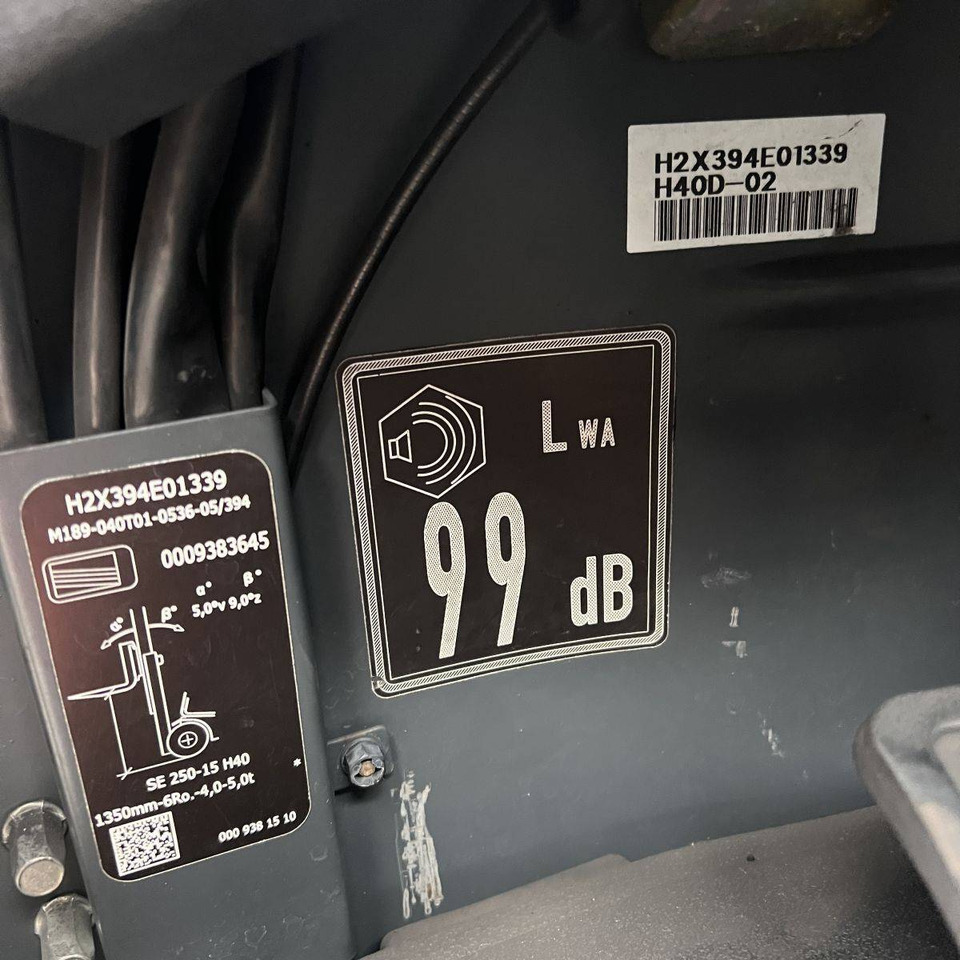 H2X394E01339
H40D-02
L WA
99 dB
H2X394E01339
M189-040T01-0536-05/394
0009383645
α° β°
5,0°v 9,0°z
α° β°
SE 250-15 H40
*
1350mm-6Ro.-4,0-5,0t
000 938 15 10